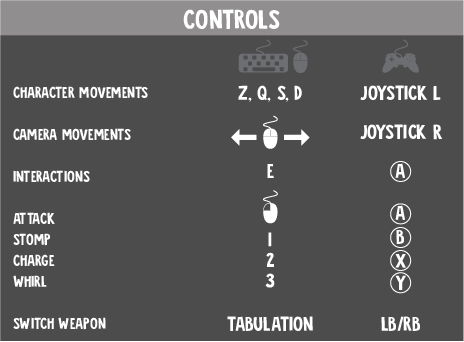 CONTROLS
CHARACTER MOVEMENTS Z, Q, S, D JOYSTICK L
CAMERA MOVEMENTS JOYSTICK R
INTERACTIONS E A
ATTACK A
STOMP 1 B
CHARGE 2 X
WHIRL 3 Y
SWITCH WEAPON TABULATION LB/RB